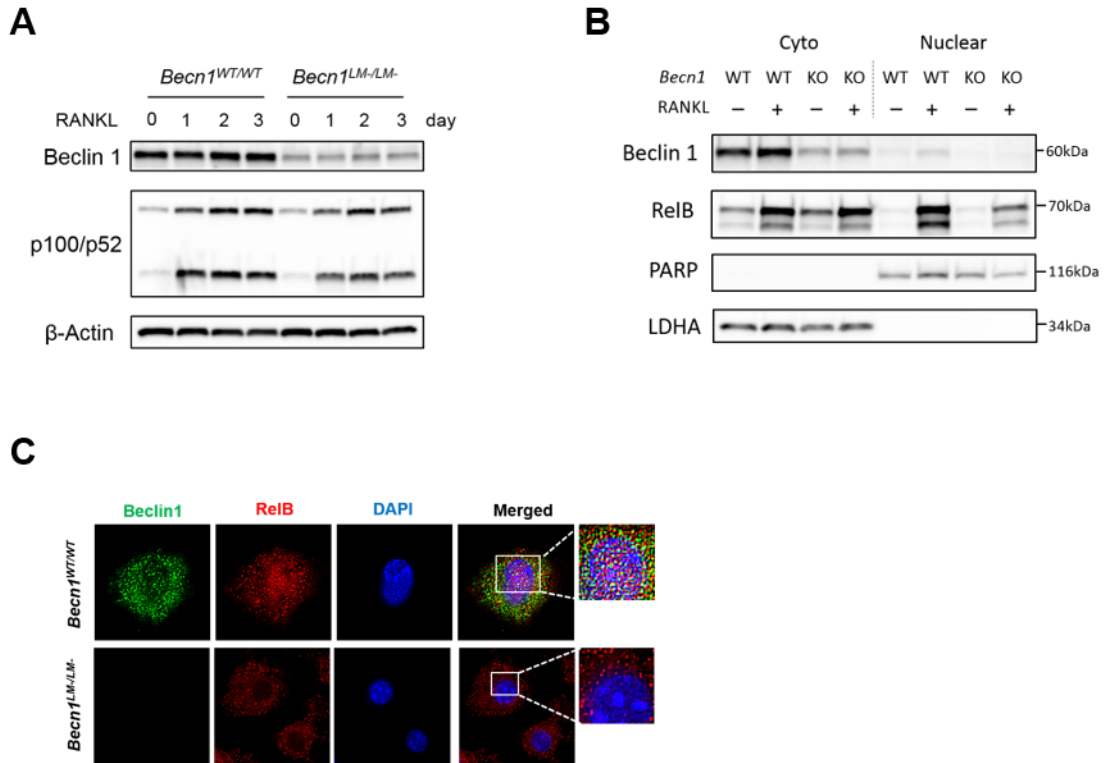 A
Becn1WT/WT Becn1LM-/LM-
RANKL 0 1 2 3 0 1 2 3 day
Beclin 1
p100/p52
β-Actin
B
Cyto Nuclear
Becn1 WT WT KO KO WT WT KO KO
RANKL – + – + – + – +
Beclin 1 60kDa
RelB 70kDa
PARP 116kDa
LDHA 34kDa
C
Beclin1 RelB DAPI Merged
Becn1WT/WT
Becn1LM-/LM-